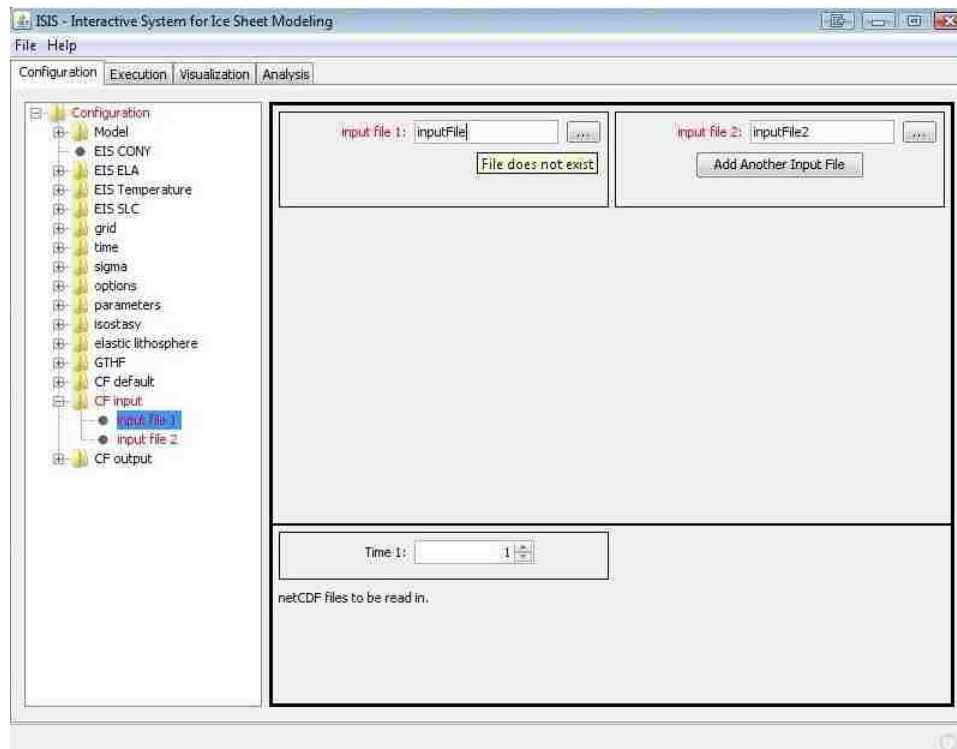 ISIS - Interactive System for Ice Sheet Modeling
File Help
Configuration Execution Visualization Analysis
Configuration
Model
EIS CONY
EIS ELA
EIS Temperature
EIS SLC
grid
time
sigma
options
parameters
isostasy
elastic lithosphere
GTHF
CF default
CF input
input file 1
input file 2
CF output
input file 1: inputFile ...
File does not exist
input file 2: inputFile2 ...
Add Another Input File
Time 1: 1
netCDF files to be read in.